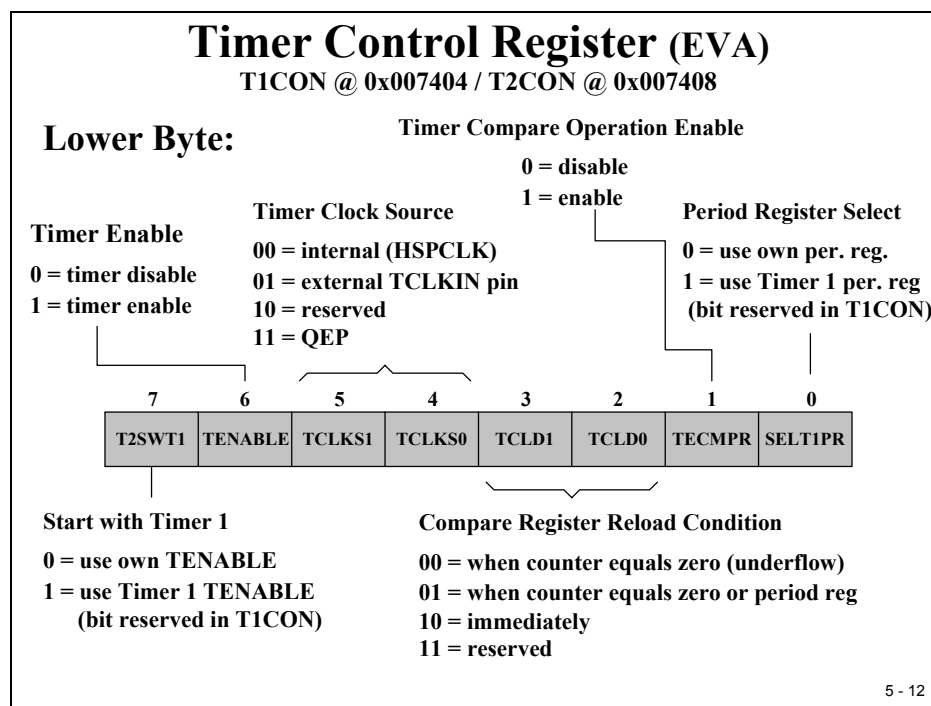 Timer Control Register (EVA)
T1CON @ 0x007404 / T2CON @ 0x007408
Lower Byte:
Timer Compare Operation Enable
0 = disable
1 = enable
Timer Clock Source
00 = internal (HSPCLK)
01 = external TCLKIN pin
10 = reserved
11 = QEP
Period Register Select
0 = use own per. reg.
1 = use Timer 1 per. reg
(bit reserved in T1CON)
Timer Enable
0 = timer disable
1 = timer enable
7 6 5 4 3 2 1 0
T2SWT1 TENABLE TCLKS1 TCLKS0 TCLD1 TCLD0 TECMPR SELT1PR
Start with Timer 1
0 = use own TENABLE
1 = use Timer 1 TENABLE
(bit reserved in T1CON)
Compare Register Reload Condition
00 = when counter equals zero (underflow)
01 = when counter equals zero or period reg
10 = immediately
11 = reserved
5 - 12